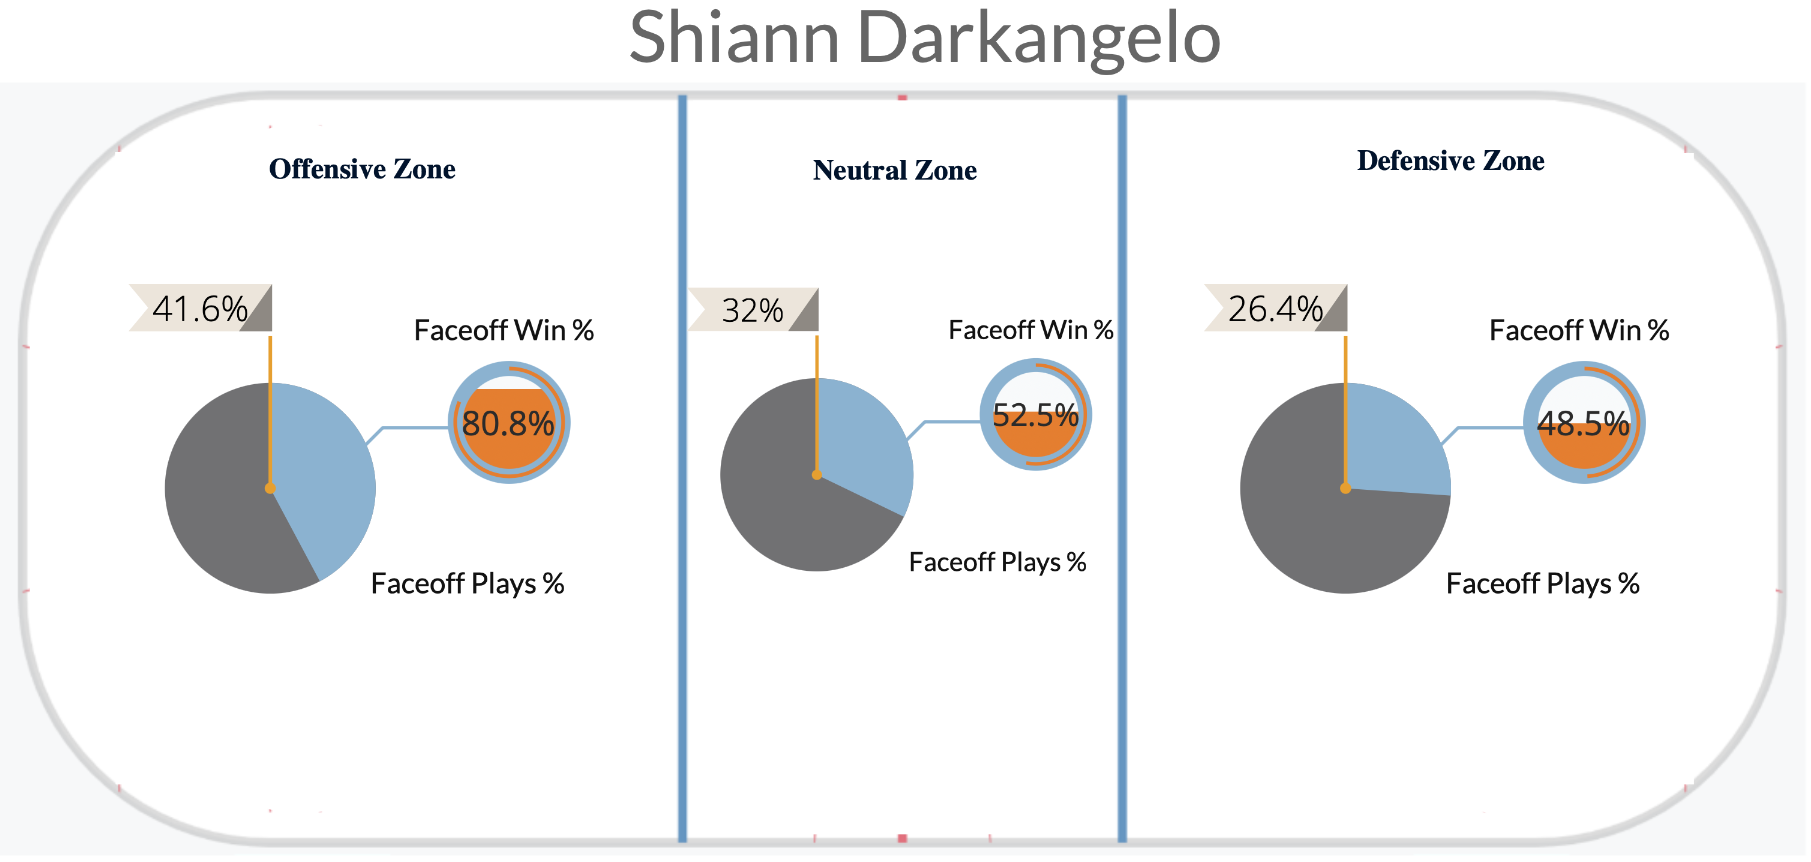 Shiann Darkangelo
Offensive Zone
41.6%
Faceoff Win %
80.8%
Faceoff Plays %
Neutral Zone
32%
Faceoff Win %
52.5%
Faceoff Plays %
Defensive Zone
26.4%
Faceoff Win %
48.5%
Faceoff Plays %